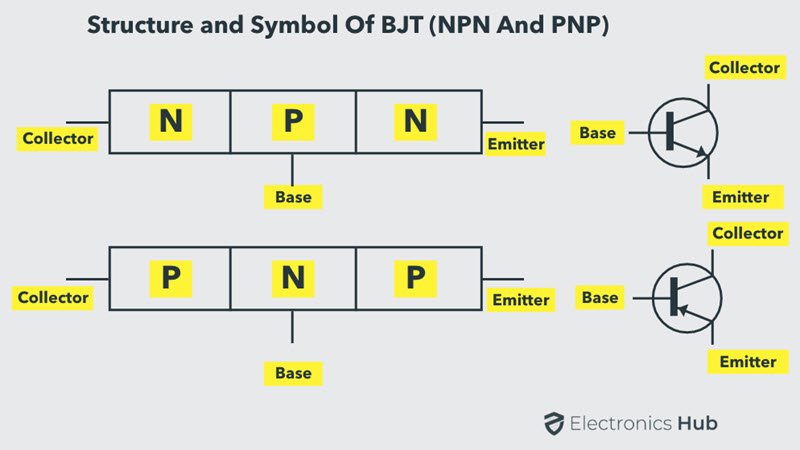 Structure and Symbol Of BJT (NPN And PNP)
Collector
N
P
N
Emitter
Base
Collector
Base
Emitter
Collector
P
N
P
Emitter
Base
Collector
Base
Emitter
Electronics Hub